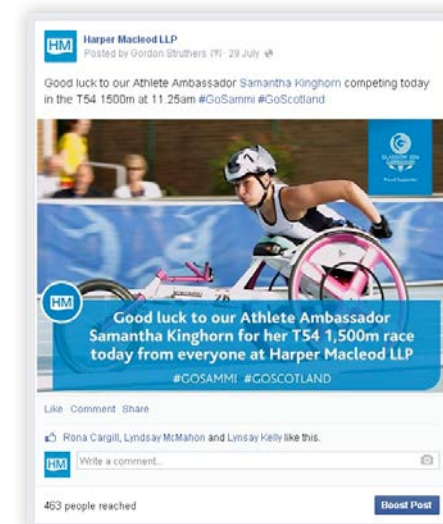 HM
Harper Macleod LLP
Posted by Gordon Struthers [?] · 29 July
Good luck to our Athlete Ambassador Samantha Kinghorn competing today
in the T54 1500m at 11.25am #GoSammi #GoScotland
Proud Supporter
HM
Good luck to our Athlete Ambassador
Samantha Kinghorn for her T54 1,500m race
today from everyone at Harper Macleod LLP
#GOSAMMI #GOSCOTLAND
Like Comment Share
Rona Cargill, Lyndsay McMahon and Lynsay Kelly like this.
HM
Write a comment...
463 people reached
Boost Post